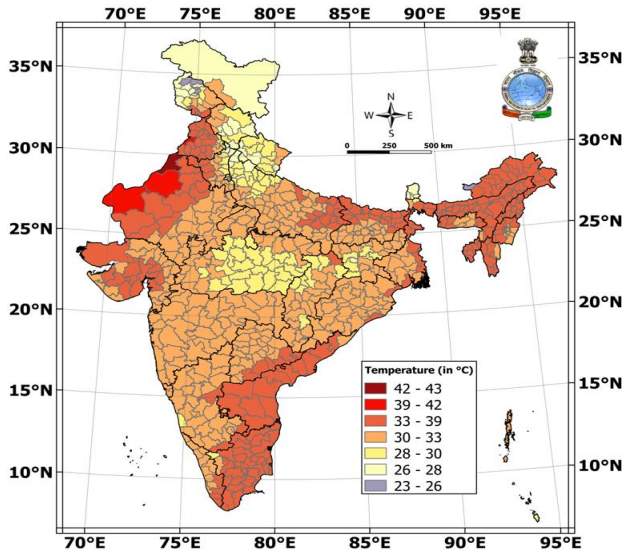 70°E 75°E 80°E 85°E 90°E 95°E
35°N 35°N
N
W E
S
0 250 500 km
30°N 30°N
25°N 25°N
20°N 20°N
15°N 15°N
Temperature (in °C)
42 - 43
39 - 42
33 - 39
30 - 33
28 - 30
26 - 28
23 - 26
10°N 10°N
70°E 75°E 80°E 85°E 90°E 95°E